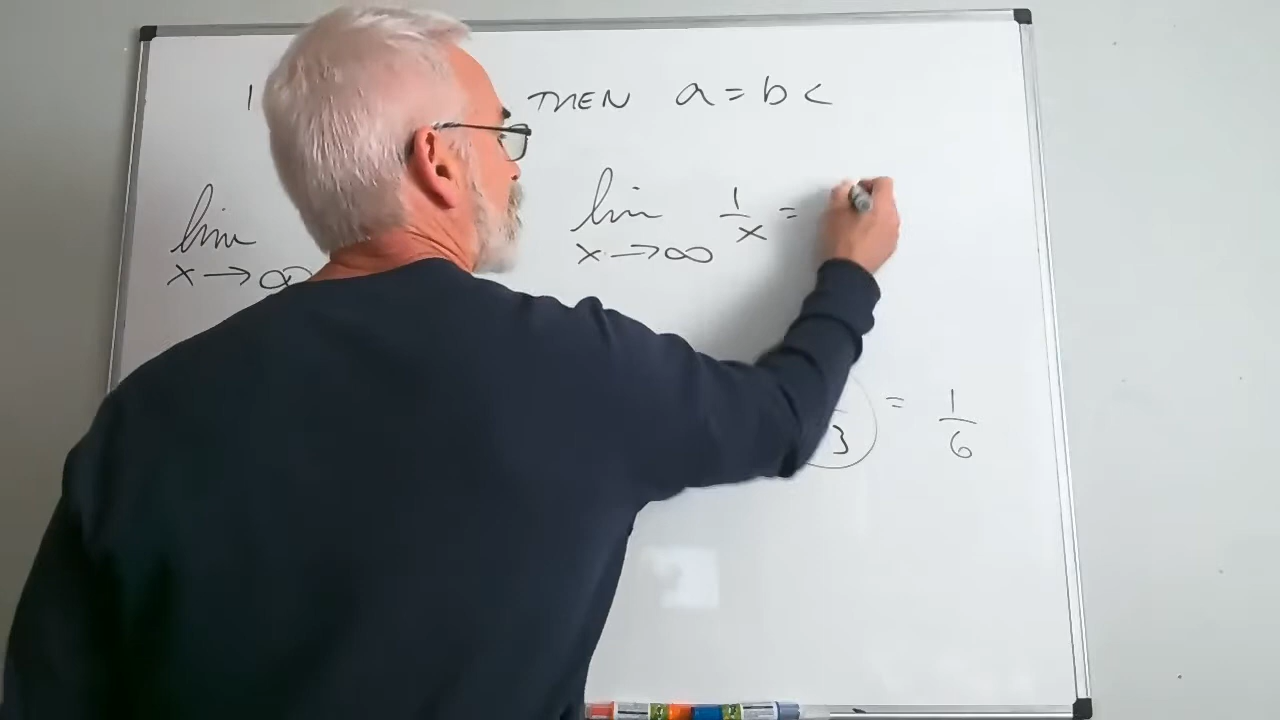 I THEN a = b c
lim x → ∞
lim x → ∞ 1/x =
3 = 1/6